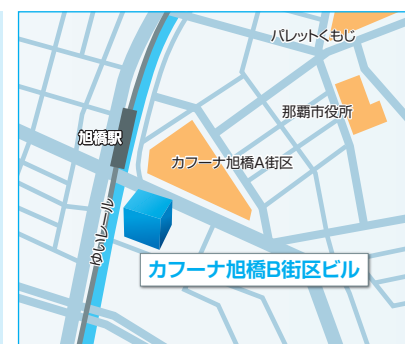 パレットくもじ
那覇市役所
旭橋駅
カフーナ旭橋A街区
ゆいレール
カフーナ旭橋B街区ビル